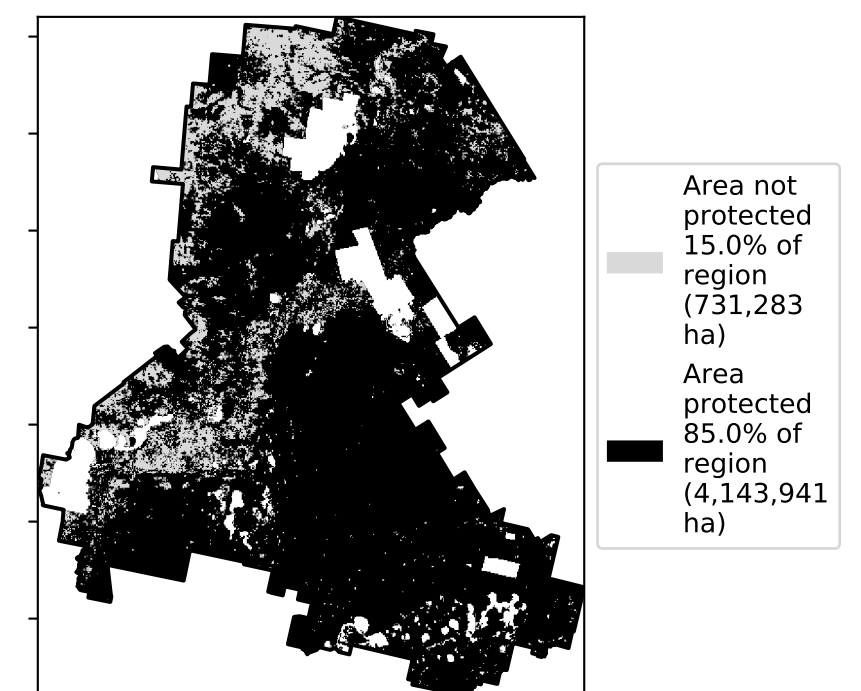 Area not
protected
15.0% of
region
(731,283
ha)
Area
protected
85.0% of
region
(4,143,941
ha)